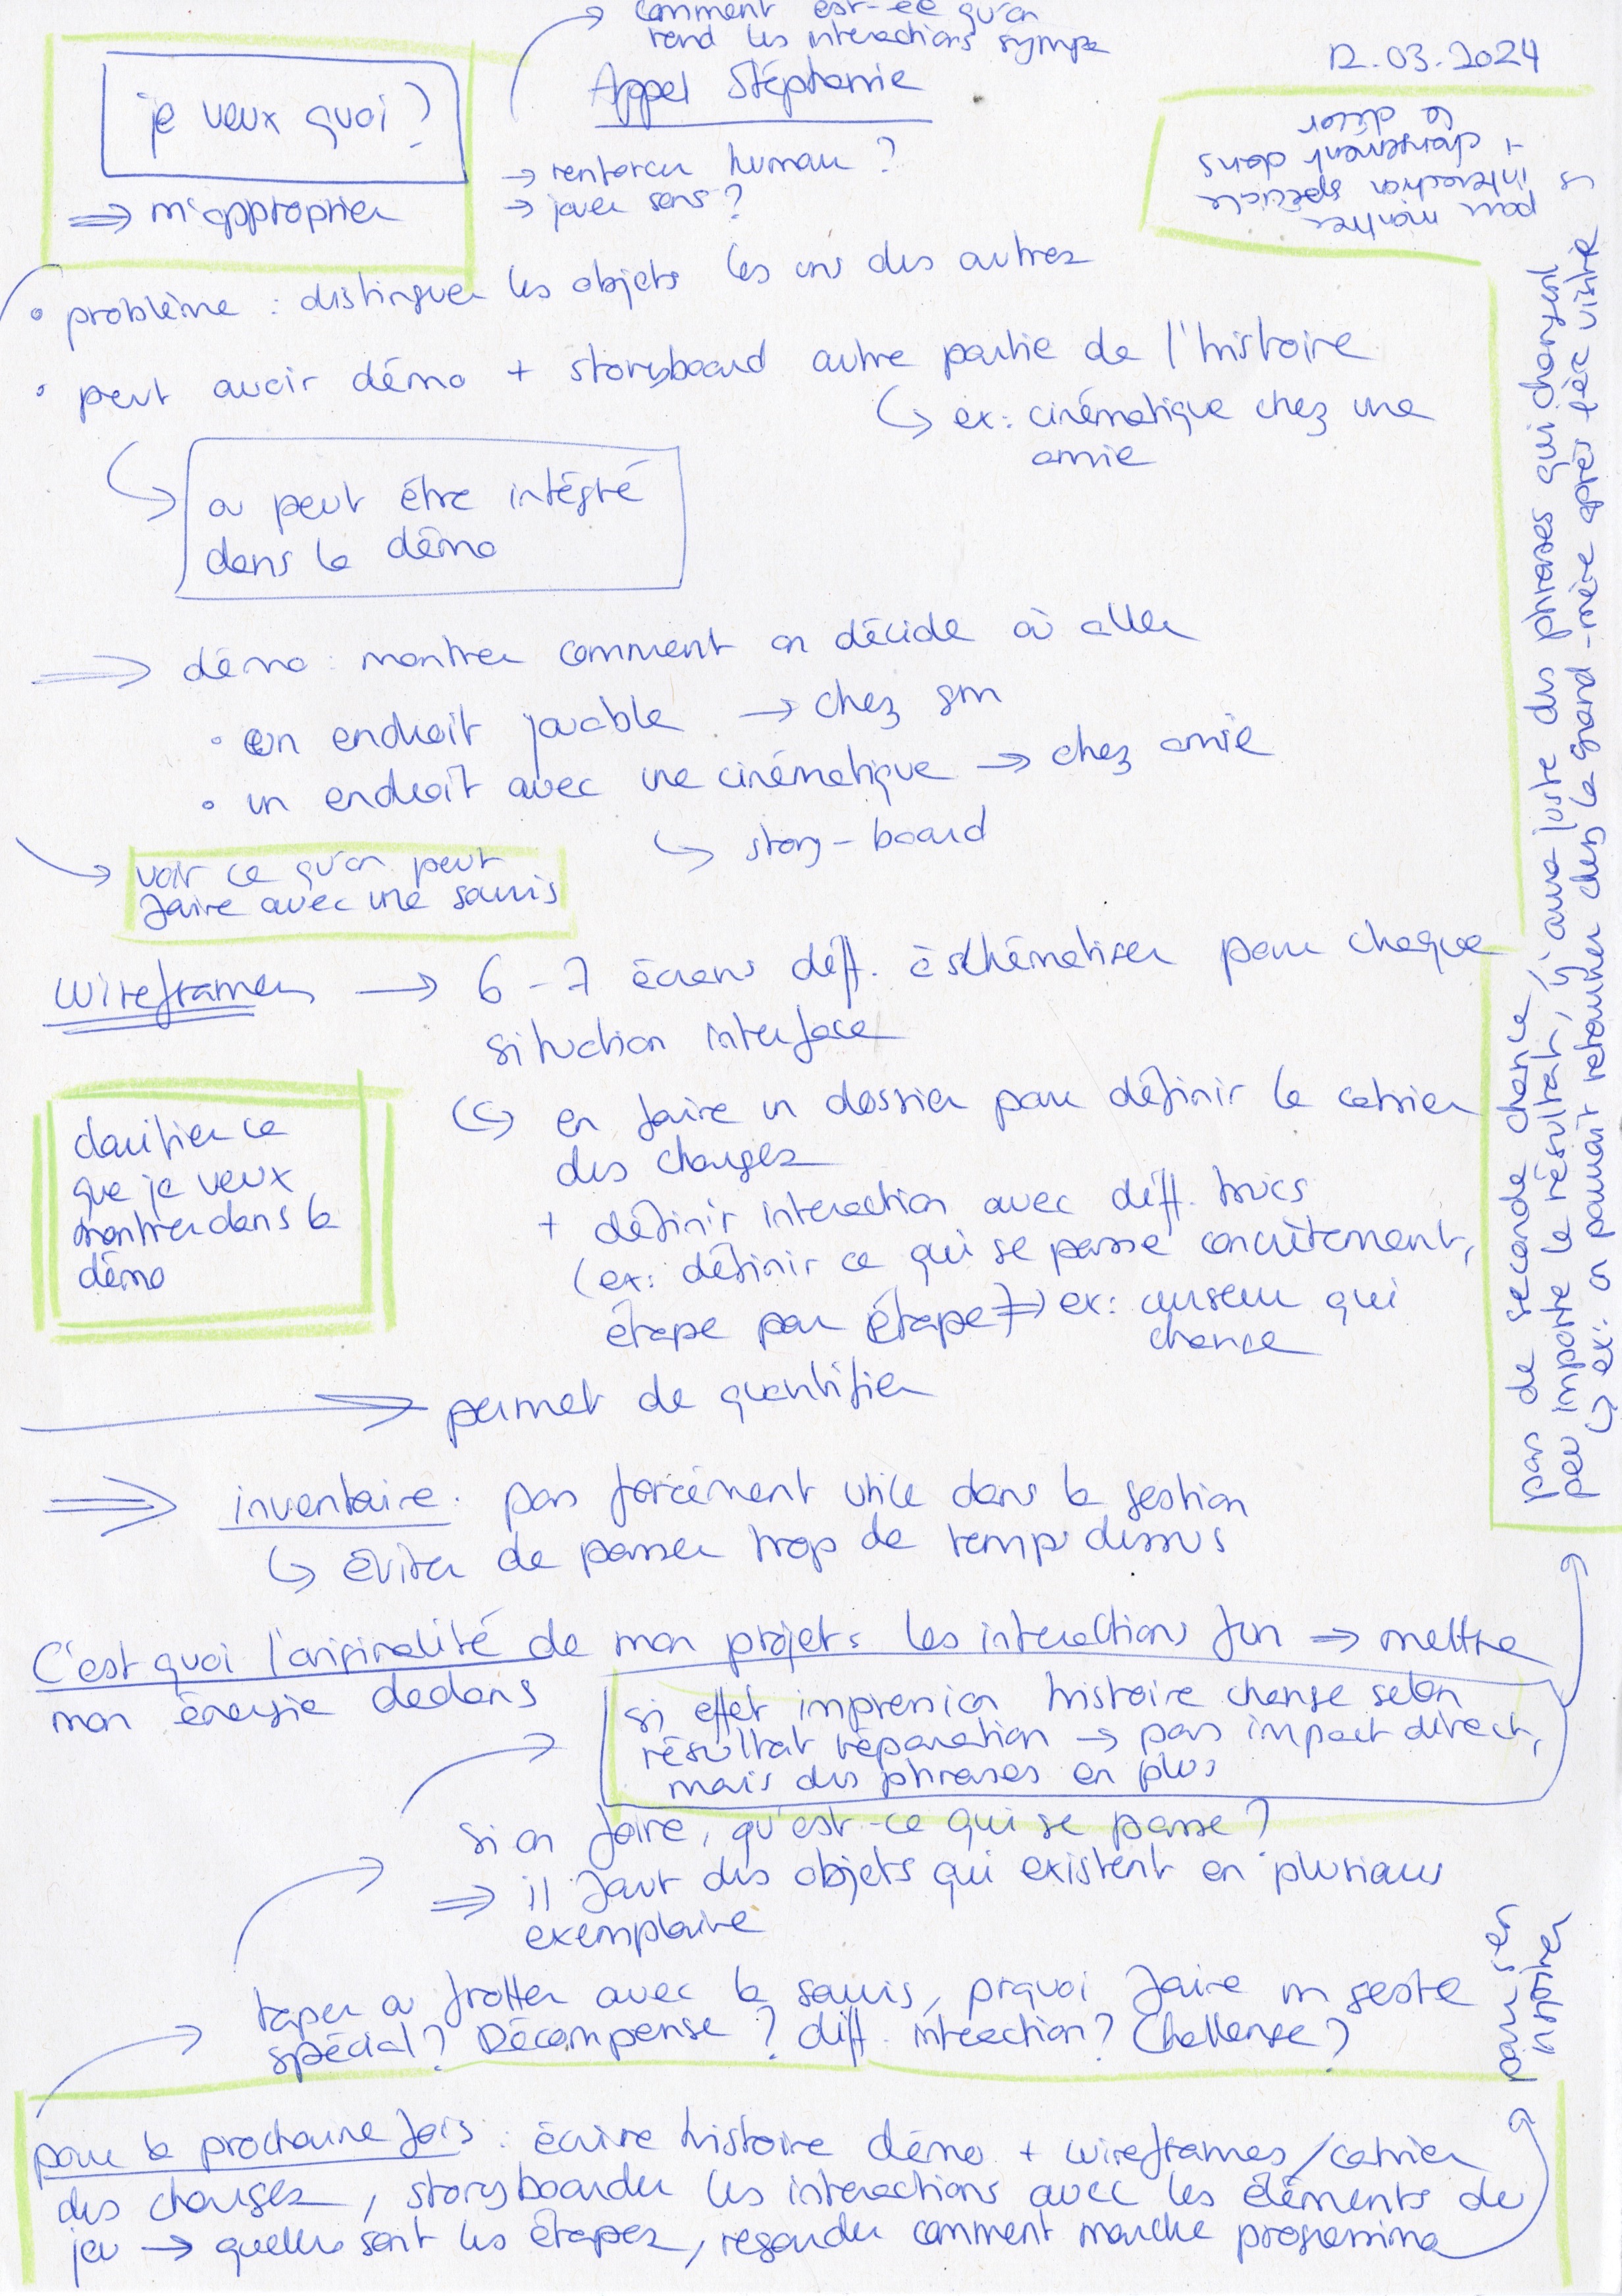 comment est-ce qu'on
rend les interactions sympa
12.03.2024
Appel Stéphanie
je veux quoi ?
⇒ m'approprier
→ renforcer humour ?
→ jouer sons ?
pour montrer
interaction spéciale
+ changement dans
le décor
• problème : distinguer les objets les uns des autres
• peut avoir démo + storyboard autre partie de l'histoire
↳ ex: cinématique chez une
amie
ou peut être intégré
dans la démo
⇒ démo: montrer comment on décide où aller
• un endroit jouable → chez gm
• un endroit avec une cinématique → chez amie
↳ story-board
→ voir ce qu'on peut
faire avec une souris
Wireframes → 6-7 écrans diff. à schématiser pour chaque
situation interface
↳ en faire un dossier pour définir le cahier
des charges
+ définir interaction avec diff. trucs
(ex: définir ce qui se passe concrètement,
étape par étape) ⇒ ex: curseur qui
change
clarifier ce
que je veux
montrer dans la
démo
⇒ permet de quantifier
⇒ inventaire: pas forcément utile dans la gestion
↳ éviter de passer trop de temps dessus
C'est quoi l'originalité de mon projet: les interactions fun ⇒ mettre
mon énergie dedans
si effet impression histoire change selon
résultat réparation → pas impact direct,
mais des phrases en plus
si on foire, qu'est-ce qui se passe ?
⇒ il faut des objets qui existent en plusieurs
exemplaire
taper ou frotter avec la souris, prquoi faire un geste
spécial ? Récompense ? diff. interaction ? Challenge ?
pour la prochaine fois : écrire histoire démo + wireframes/cahier
des charges, storyboarder les interactions avec les éléments de
jeu → quelles sont les étapes, regarder comment marche programma
pour s'en
inspirer
pas de seconde chance,
peu importe le résultat, il y aura juste des phrases qui changent
↳ ex: on pourrait retourner chez la grand-mère après avoir visité